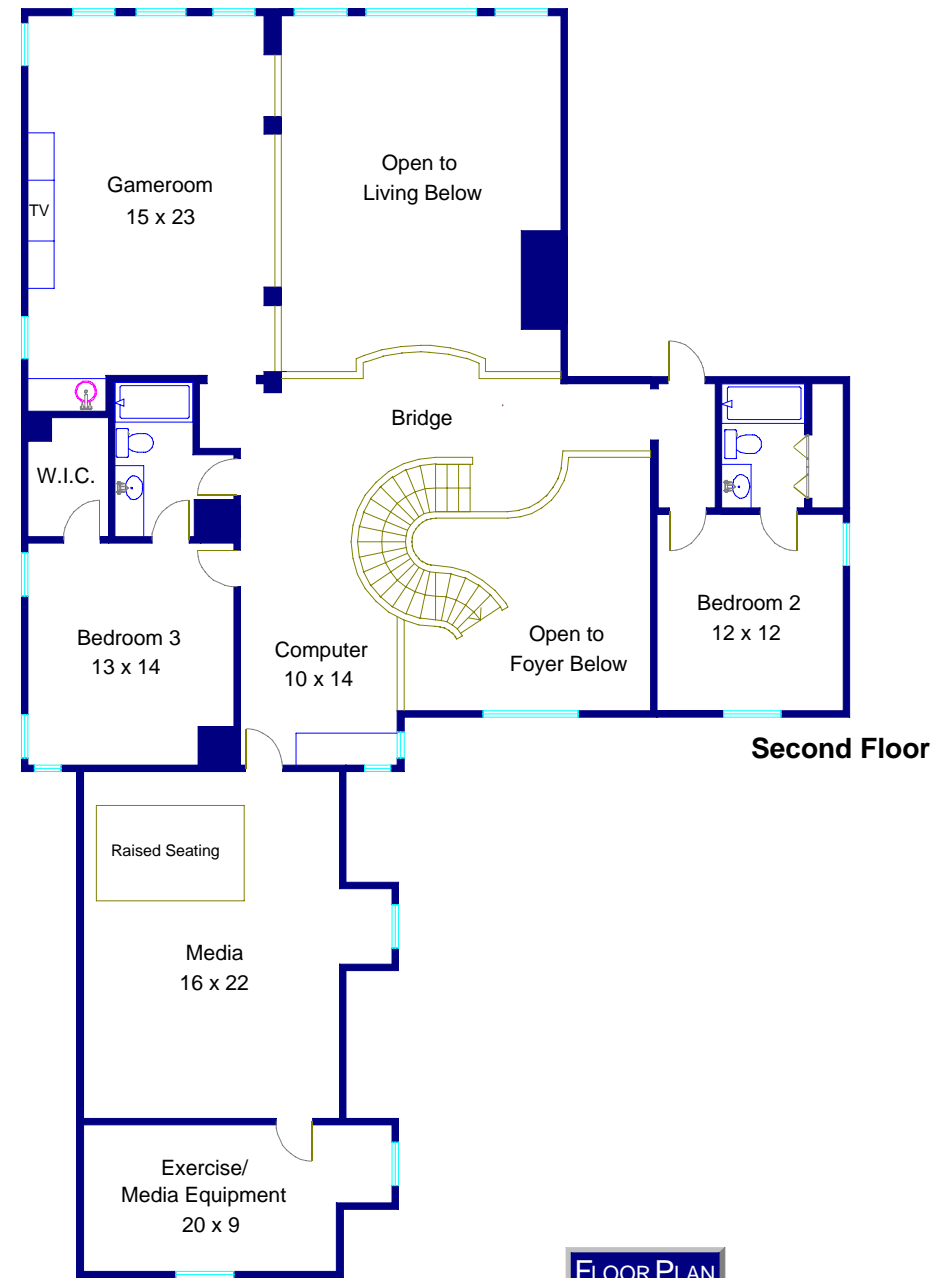 Gameroom
15 x 23
TV
Open to
Living Below
Bridge
W.I.C.
Bedroom 3
13 x 14
Computer
10 x 14
Open to
Foyer Below
Bedroom 2
12 x 12
Second Floor
Raised Seating
Media
16 x 22
Exercise/
Media Equipment
20 x 9
FLOOR PLAN